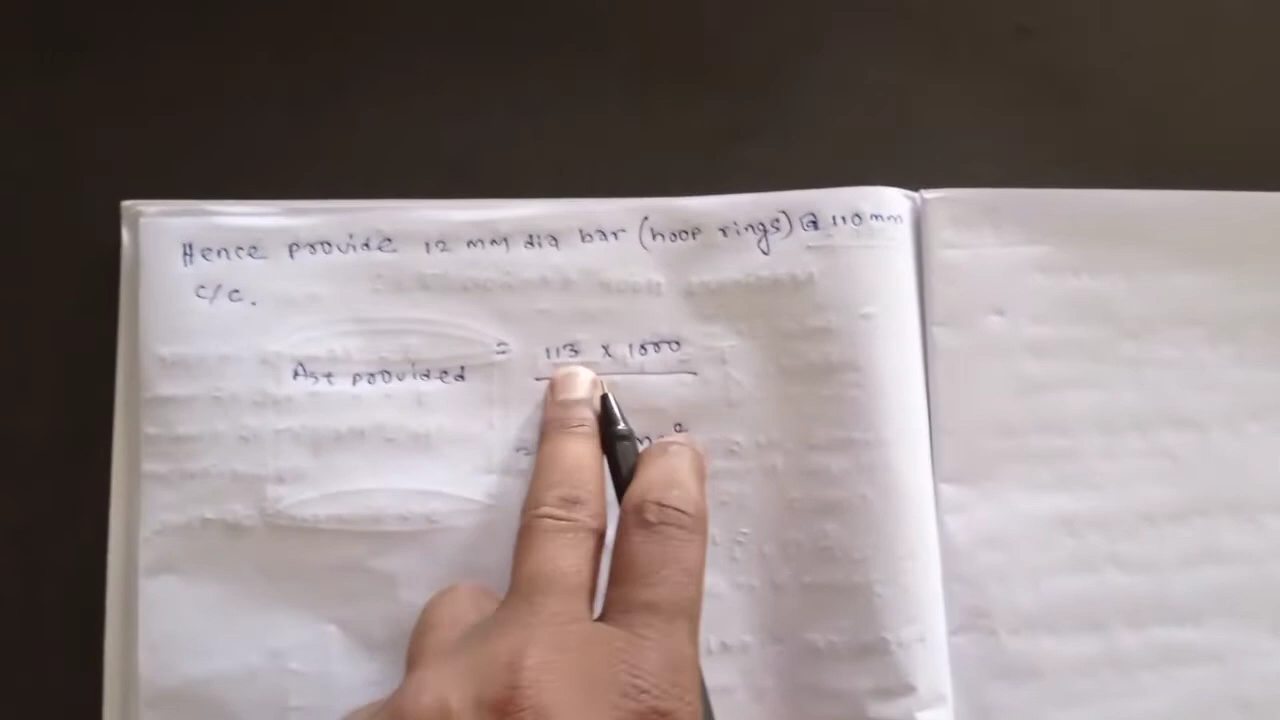 Hence provide 12 mm dia bar (hoop rings) @ 110 mm
c/c.
Ast provided = 113 x 1000